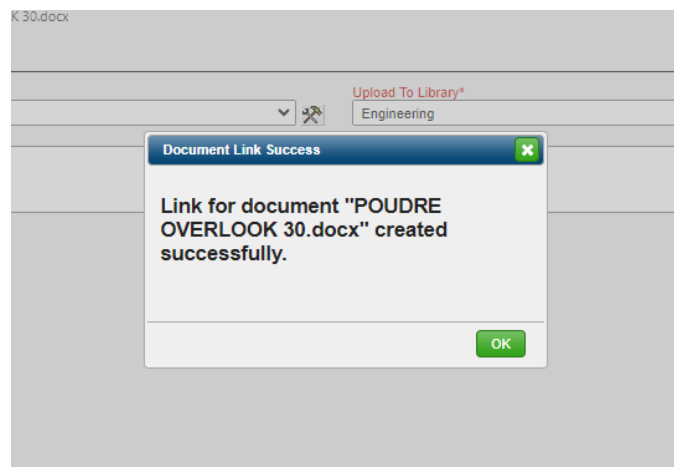 K 30.docx
Upload To Library*
Engineering
Document Link Success
Link for document "POUDRE
OVERLOOK 30.docx" created
successfully.
OK